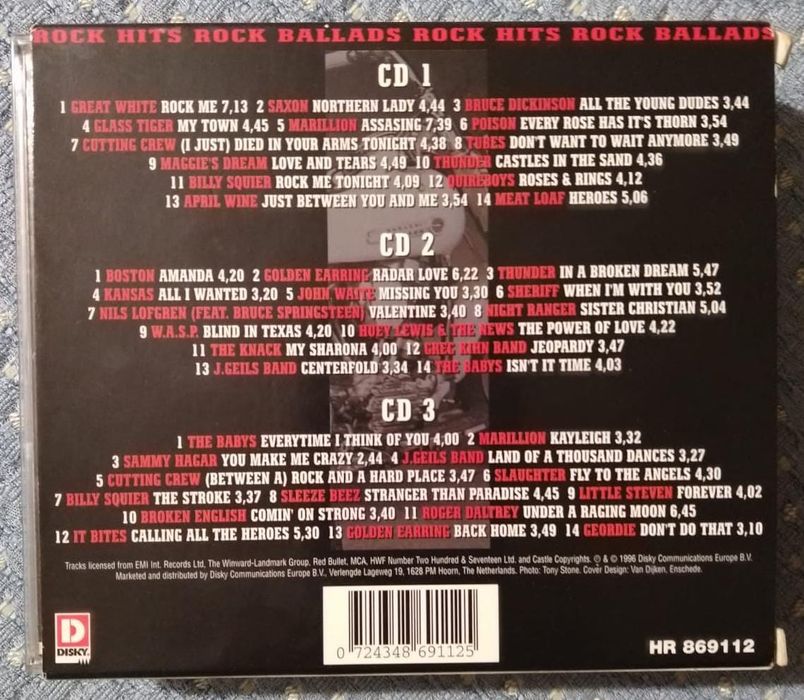 ROCK HITS ROCK BALLADS ROCK HITS ROCK BALLADS
CD 1
1 GREAT WHITE ROCK ME 7,13 2 SAXON NORTHERN LADY 4,44 3 BRUCE DICKINSON ALL THE YOUNG DUDES 3,44
4 GLASS TIGER MY TOWN 4,45 5 MARILLION ASSASING 7,39 6 POISON EVERY ROSE HAS IT'S THORN 3,54
7 CUTTING CREW (I JUST) DIED IN YOUR ARMS TONIGHT 4,38 8 TUBES DON'T WANT TO WAIT ANYMORE 3,49
9 MAGGIE'S DREAM LOVE AND TEARS 4,49 10 THUNDER CASTLES IN THE SAND 4,36
11 BILLY SQUIER ROCK ME TONIGHT 4,09 12 QUIREBOYS ROSES & RINGS 4,12
13 APRIL WINE JUST BETWEEN YOU AND ME 3,54 14 MEAT LOAF HEROES 5,06
CD 2
1 BOSTON AMANDA 4,20 2 GOLDEN EARRING RADAR LOVE 6,22 3 THUNDER IN A BROKEN DREAM 5,47
4 KANSAS ALL I WANTED 3,20 5 JOHN WAITE MISSING YOU 3,30 6 SHERIFF WHEN I'M WITH YOU 3,52
7 NILS LOFGREN (FEAT. BRUCE SPRINGSTEEN) VALENTINE 3,40 8 NIGHT RANGER SISTER CHRISTIAN 5,04
9 W.A.S.P. BLIND IN TEXAS 4,20 10 HUEY LEWIS & THE NEWS THE POWER OF LOVE 4,22
11 THE KNACK MY SHARONA 4,00 12 GREG KIHN BAND JEOPARDY 3,47
13 J.GEILS BAND CENTERFOLD 3,34 14 THE BABYS ISN'T IT TIME 4,03
CD 3
1 THE BABYS EVERYTIME I THINK OF YOU 4,00 2 MARILLION KAYLEIGH 3,32
3 SAMMY HAGAR YOU MAKE ME CRAZY 2,44 4 J.GEILS BAND LAND OF A THOUSAND DANCES 3,27
5 CUTTING CREW (BETWEEN A) ROCK AND A HARD PLACE 3,47 6 SLAUGHTER FLY TO THE ANGELS 4,30
7 BILLY SQUIER THE STROKE 3,37 8 SLEEZE BEEZ STRANGER THAN PARADISE 4,45 9 LITTLE STEVEN FOREVER 4,02
10 BROKEN ENGLISH COMIN' ON STRONG 3,40 11 ROGER DALTREY UNDER A RAGING MOON 6,45
12 IT BITES CALLING ALL THE HEROES 5,30 13 GOLDEN EARRING BACK HOME 3,49 14 GEORDIE DON'T DO THAT 3,10
Tracks licensed from EMI Int. Records Ltd, The Winward-Landmark Group, Red Bullet, MCA, HWF Number Two Hundred & Seventeen Ltd. and Castle Copyrights. ℗ & © 1996 Disky Communications Europe B.V.
Marketed and distributed by Disky Communications Europe B.V., Verlengde Lageweg 19, 1628 PM Hoorn, The Netherlands. Photo: Tony Stone. Cover Design: Van Dijken, Enschede.
D
DISKY
0 724348 691125
HR 869112